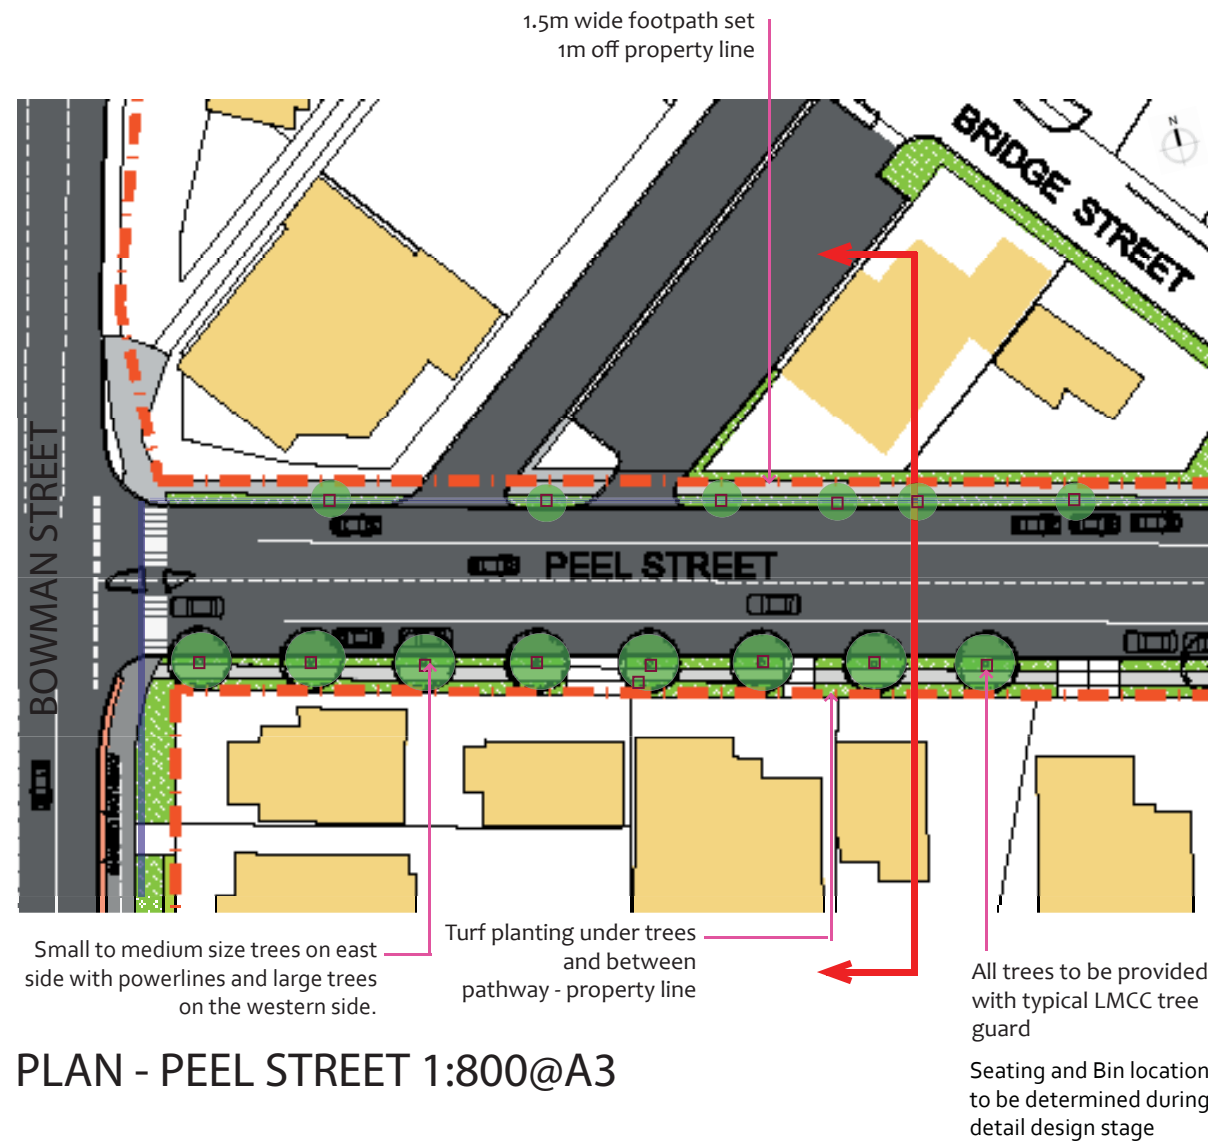 1.5m wide footpath set
1m off property line
N
BRIDGE STREET
BOWMAN STREET
PEEL STREET
Small to medium size trees on east
side with powerlines and large trees
on the western side.
Turf planting under trees
and between
pathway - property line
All trees to be provided
with typical LMCC tree
guard
Seating and Bin location
to be determined during
detail design stage
PLAN - PEEL STREET 1:800@A3